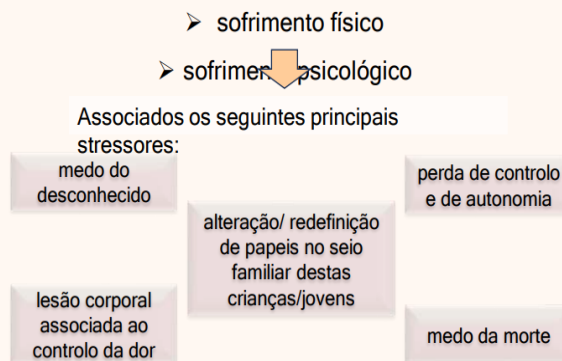 ➢ sofrimento físico
➢ sofrimento psicológico
Associados os seguintes principais
stressores:
medo do
desconhecido
perda de controlo
e de autonomia
alteração/ redefinição
de papeis no seio
familiar destas
crianças/jovens
lesão corporal
associada ao
controlo da dor
medo da morte